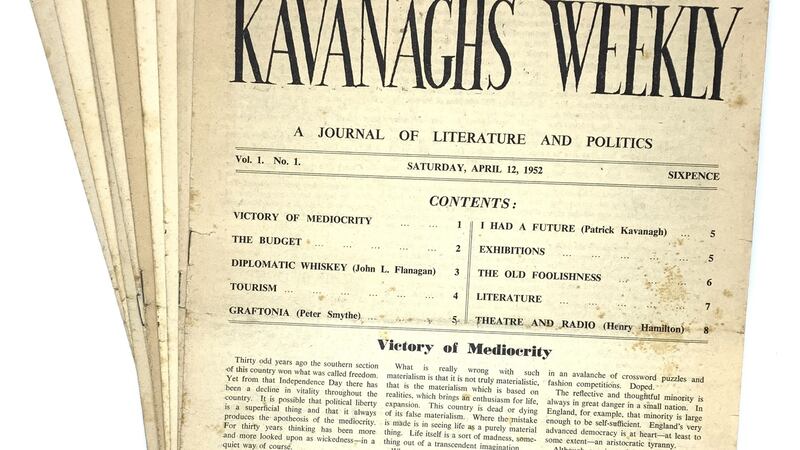 KAVANAGHS WEEKLY
A JOURNAL OF LITERATURE AND POLITICS
Vol. 1. No. 1.
SATURDAY, APRIL 12, 1952
SIXPENCE
CONTENTS:
VICTORY OF MEDIOCRITY ... ... 1
THE BUDGET ... ... ... ... ... 2
DIPLOMATIC WHISKEY (John L. Flanagan) 3
TOURISM ... ... ... ... ... ... 4
GRAFTONIA (Peter Smythe) ... ... 5
I HAD A FUTURE (Patrick Kavanagh) ... 5
EXHIBITIONS ... ... ... ... ... 5
THE OLD FOOLISHNESS ... ... ... 6
LITERATURE ... ... ... ... ... 7
THEATRE AND RADIO (Henry Hamilton) 8
Victory of Mediocrity
Thirty odd years ago the southern section
of this country won what was called freedom.
Yet from that Independence Day there has
been a decline in vitality throughout the
country. It is possible that political liberty
is a superficial thing and that it always
produces the apotheosis of the mediocrity.
For thirty years thinking has been more
and more looked upon as wickedness—in a
quiet way of course.
What is really wrong with such
materialism is that it is not truly materialistic,
that is the materialism which is based on
realities, which brings an enthusiasm for life,
expansion. This country is dead or dying
of its false materialism. Where the mistake
is made is in seeing life as a purely material
thing. Life itself is a sort of madness, some-
thing out of a transcendent imagination.
in an avalanche of crossword puzzles and
fashion competitions. Doped.
The reflective and thoughtful minority is
always in great danger in a small nation. In
England, for example, that minority is large
enough to be self-sufficient. England's very
advanced democracy is at heart—at least to
some extent—an aristocratic tyranny.